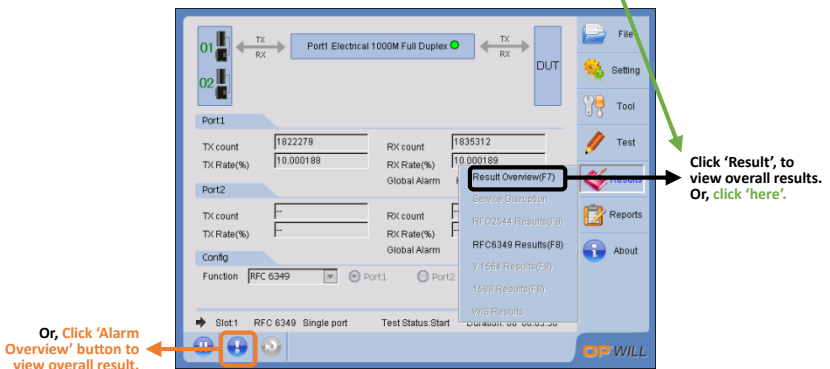 TX
RX
Port1 Electrical 1000M Full Duplex
TX
RX
01
02
DUT
File
Setting
Tool
Test
Results
Reports
About
Port1
TX count 1822279 RX count 1835312
TX Rate(%) 10.000188 RX Rate(%) 10.000189
Global Alarm
Port2
TX count -- RX count
TX Rate(%) -- RX Rate(%)
Global Alarm
Config
Function RFC 6349 Port1 Port2
Result Overview(F7)
Service Disruption
RFC2544 Results(F8)
RFC6349 Results(F8)
Y.1564 Results(F8)
1588 Results(F8)
WIS Results
Slot:1 RFC 6349 Single port Test Status:Start
OPWILL
Click 'Result', to
view overall results.
Or, click 'here'.
Or, Click 'Alarm
Overview' button to
view overall result.